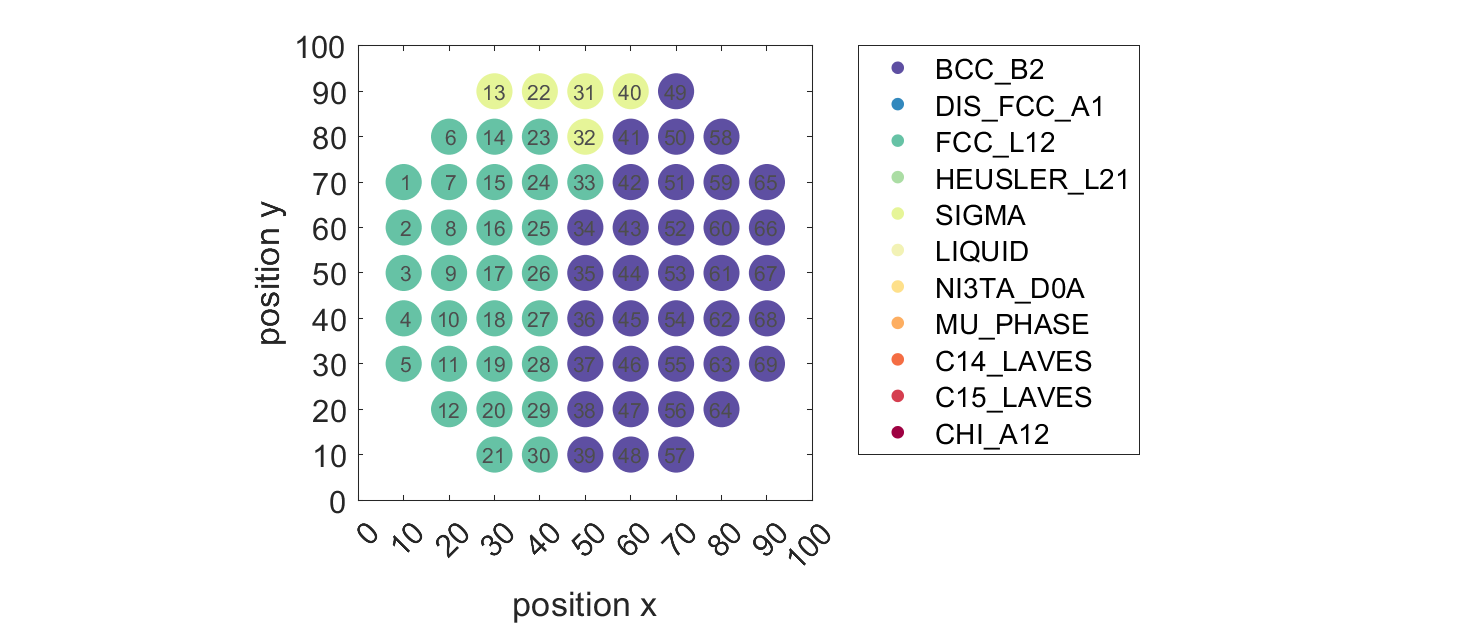 100
90
80
70
60
50
40
30
20
10
0
position y
13 22 31 40 49
6 14 23 32 41 50 58
1 7 15 24 33 42 51 59 65
2 8 16 25 34 43 52 60 66
3 9 17 26 35 44 53 61 67
4 10 18 27 36 45 54 62 68
5 11 19 28 37 46 55 63 69
12 20 29 38 47 56 64
21 30 39 48 57
0 10 20 30 40 50 60 70 80 90 100
position x
BCC_B2
DIS_FCC_A1
FCC_L12
HEUSLER_L21
SIGMA
LIQUID
NI3TA_D0A
MU_PHASE
C14_LAVES
C15_LAVES
CHI_A12